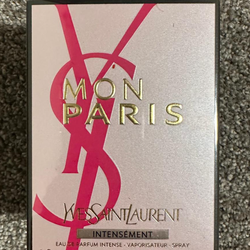 MON
PARIS
YVESSAINTLAURENT
INTENSÉMENT
EAU DE PARFUM INTENSE - VAPORISATEUR - SPRAY